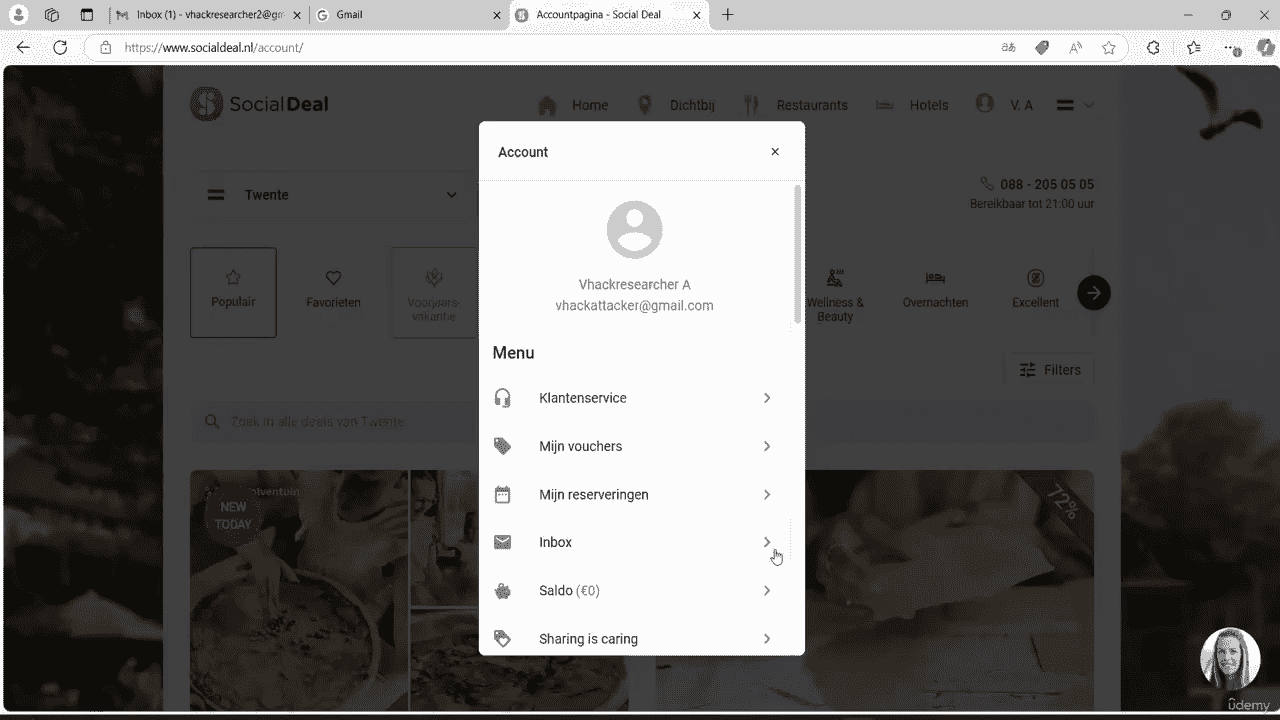 Inbox (1) - vhackresearcher2@gr
Gmail
Accountpagina - Social Deal
https://www.socialdeal.nl/account/
SocialDeal
Home
Dichtbij
Restaurants
Hotels
V. A
Account
Twente
088 - 205 05 05
Bereikbaar tot 21:00 uur
Vhackresearcher A
vhackattacker@gmail.com
Populair
Favorieten
Voorjaars-
vakantie
Wellness &
Beauty
Overnachten
Excellent
Menu
Filters
Klantenservice
Zoek in alle deals van Twente
Mijn vouchers
Mijn reserveringen
NEW
TODAY
72%
Inbox
Saldo (€0)
Sharing is caring
ûdemy